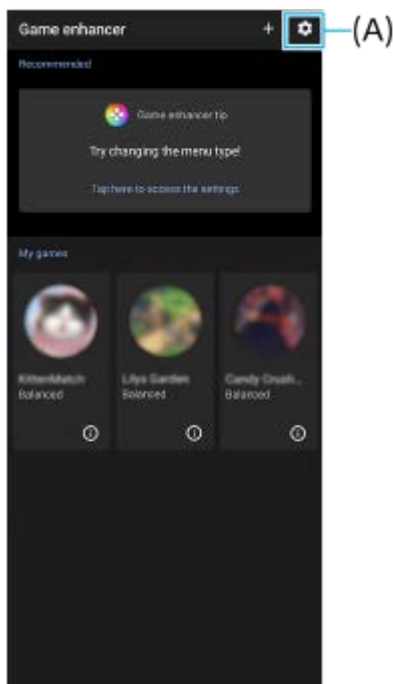 Game enhancer +
(A)
Recommended
Game enhancer tip
Try changing the menu type!
Tap here to access the settings
My games
KittenMatch
Balanced
Lilys Garden
Balanced
Candy Crush...
Balanced